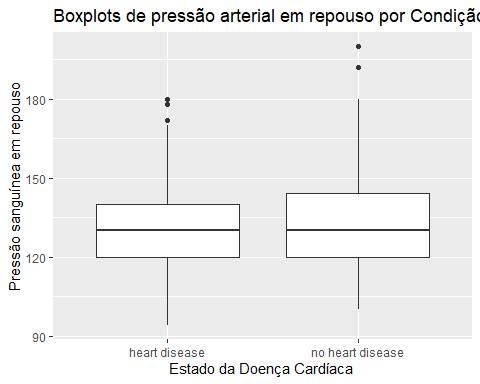 Boxplots de pressão arterial em repouso por Condição
Pressão sanguínea em repouso
180
150
120
90
heart disease
no heart disease
Estado da Doença Cardíaca